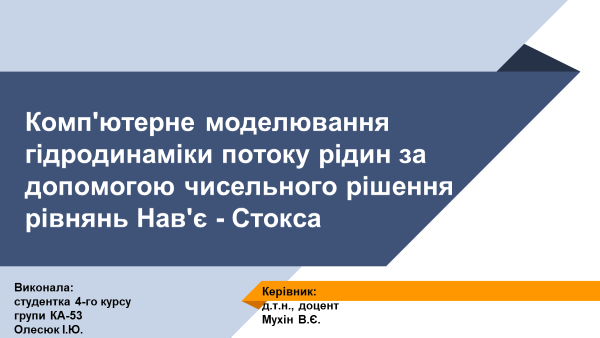 Комп'ютерне моделювання
гідродинаміки потоку рідин за
допомогою чисельного рішення
рівнянь Нав'є - Стокса
Виконала:
студентка 4-го курсу
групи КА-53
Олесюк І.Ю.
Керівник:
д.т.н., доцент
Мухін В.Є.